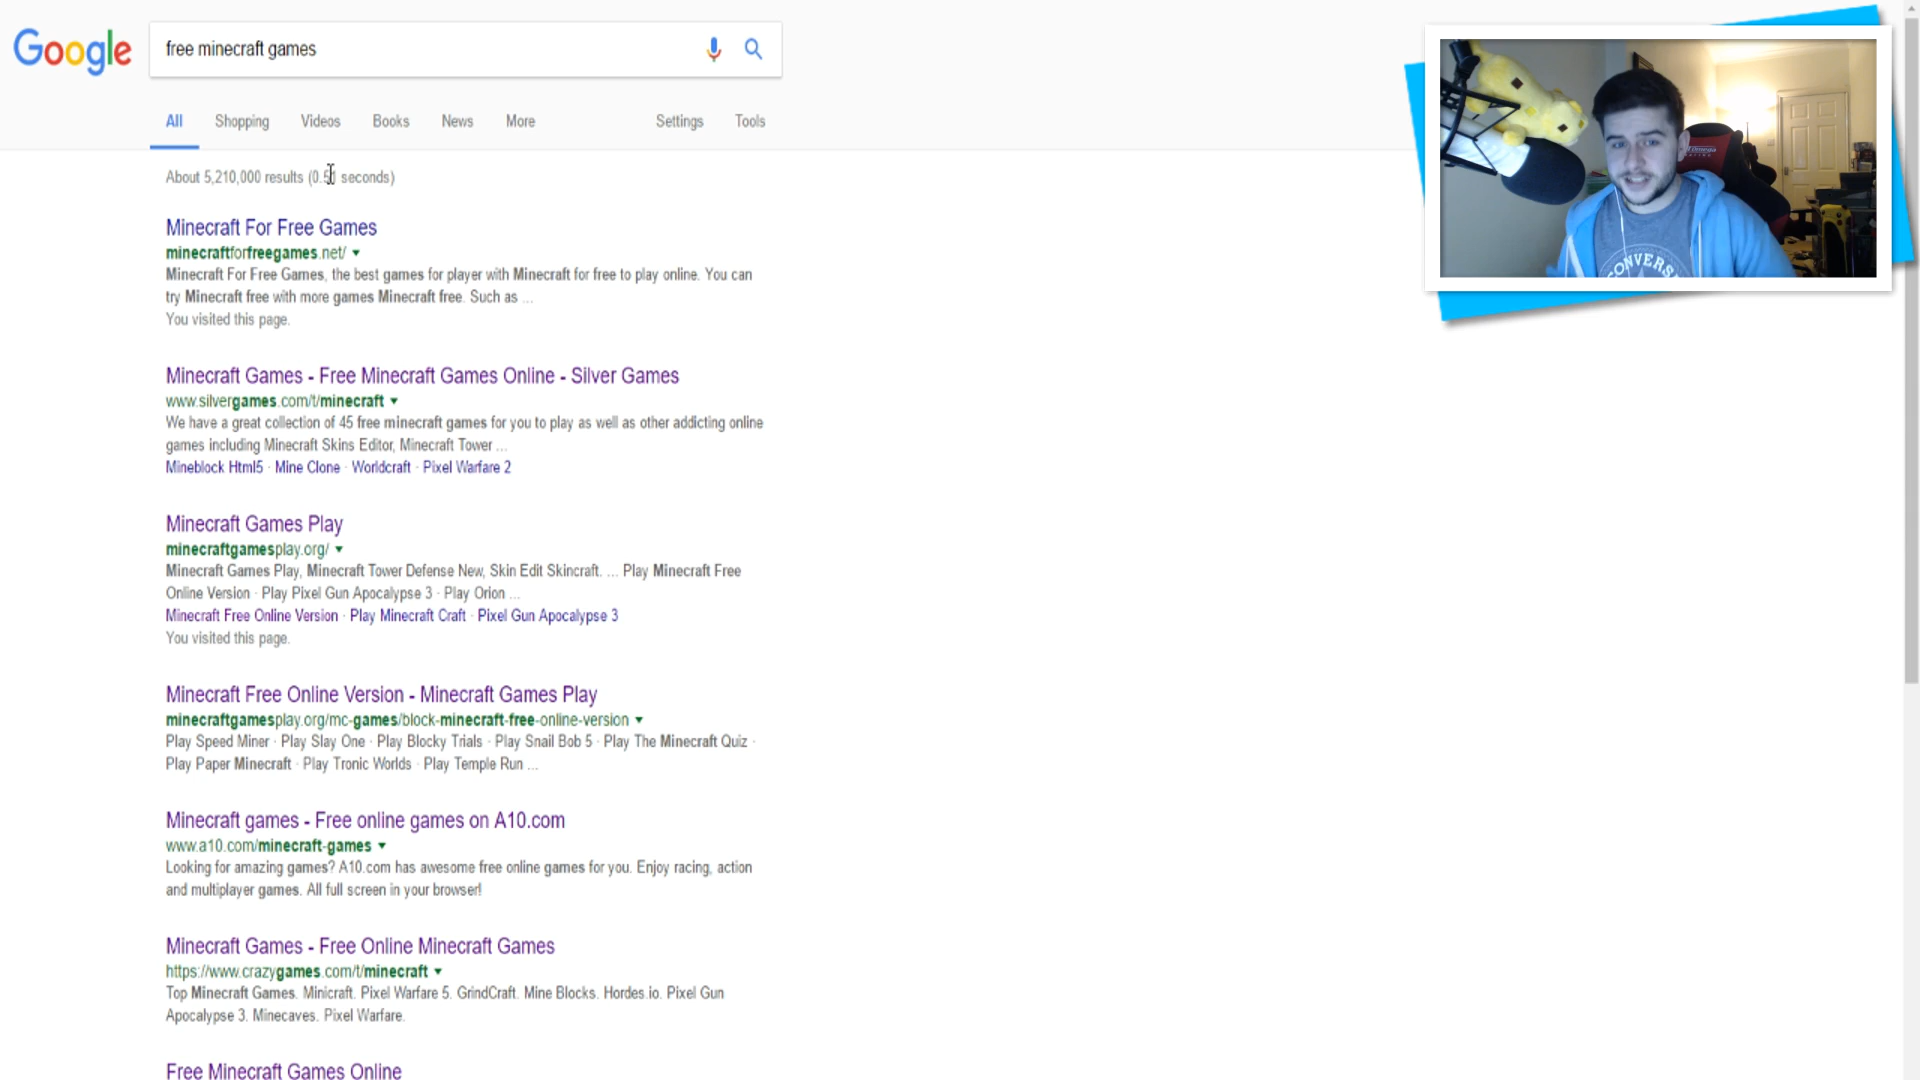 Google
free minecraft games
All Shopping Videos Books News More Settings Tools
About 5,210,000 results (0.51 seconds)
Minecraft For Free Games
minecraftforfreegames.net/
Minecraft For Free Games, the best games for player with Minecraft for free to play online. You can
try Minecraft free with more games Minecraft free. Such as ...
You visited this page.
Minecraft Games - Free Minecraft Games Online - Silver Games
www.silvergames.com/t/minecraft
We have a great collection of 45 free minecraft games for you to play as well as other addicting online
games including Minecraft Skins Editor, Minecraft Tower ...
Mineblock Html5 · Mine Clone · Worldcraft · Pixel Warfare 2
Minecraft Games Play
minecraftgamesplay.org/
Minecraft Games Play, Minecraft Tower Defense New, Skin Edit Skincraft. ... Play Minecraft Free
Online Version · Play Pixel Gun Apocalypse 3 · Play Orion ...
Minecraft Free Online Version · Play Minecraft Craft · Pixel Gun Apocalypse 3
You visited this page.
Minecraft Free Online Version - Minecraft Games Play
minecraftgamesplay.org/mc-games/block-minecraft-free-online-version
Play Speed Miner · Play Slay One · Play Blocky Trials · Play Snail Bob 5 · Play The Minecraft Quiz ·
Play Paper Minecraft · Play Tronic Worlds · Play Temple Run ...
Minecraft games - Free online games on A10.com
www.a10.com/minecraft-games
Looking for amazing games? A10.com has awesome free online games for you. Enjoy racing, action
and multiplayer games. All full screen in your browser!
Minecraft Games - Free Online Minecraft Games
https://www.crazygames.com/t/minecraft
Top Minecraft Games. Minicraft. Pixel Warfare 5. GrindCraft. Mine Blocks. Hordes.io. Pixel Gun
Apocalypse 3. Minecaves. Pixel Warfare.
Free Minecraft Games Online